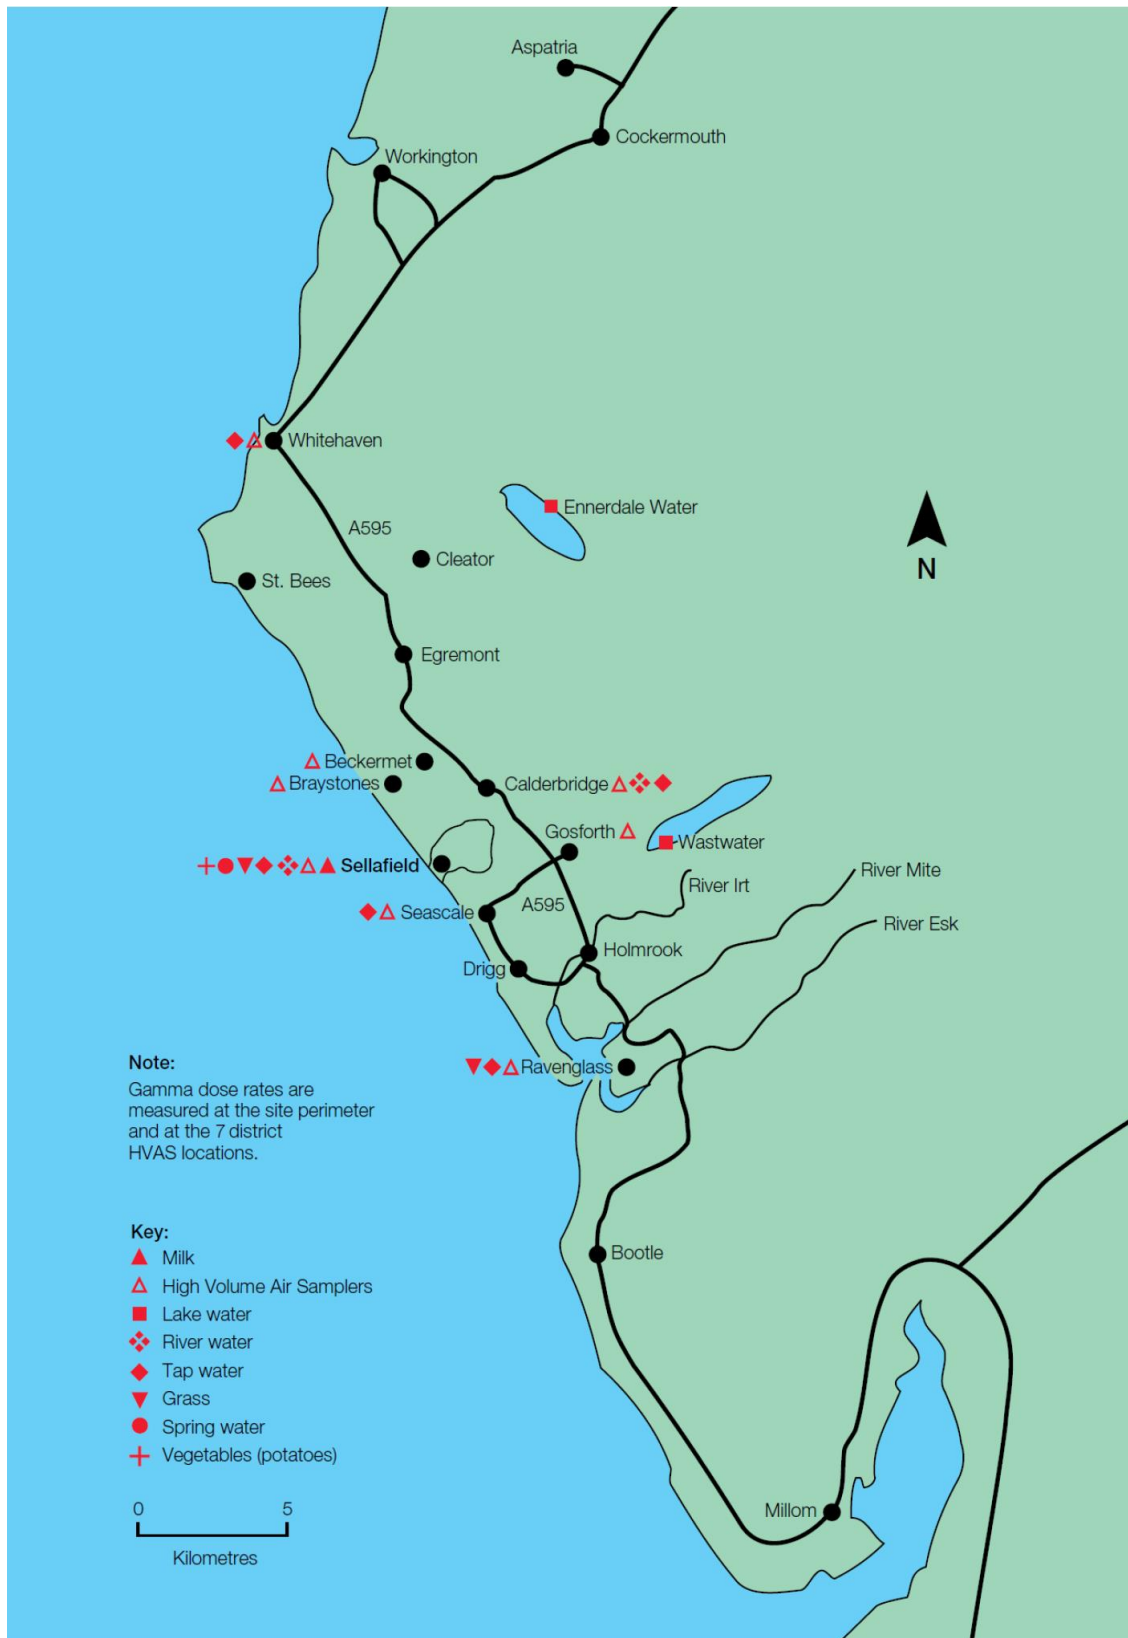 Aspatria
Cockermouth
Workington
Whitehaven
Ennerdale Water
A595
Cleator
N
St. Bees
Egremont
Beckermet
Braystones
Calderbridge
Gosforth
Wastwater
Sellafield
River Mite
River Irt
A595
Seascale
River Esk
Holmrook
Drigg
Ravenglass
Note:
Gamma dose rates are
measured at the site perimeter
and at the 7 district
HVAS locations.
Key:
Milk
High Volume Air Samplers
Lake water
River water
Tap water
Grass
Spring water
Vegetables (potatoes)
Bootle
Millom
0 5
Kilometres